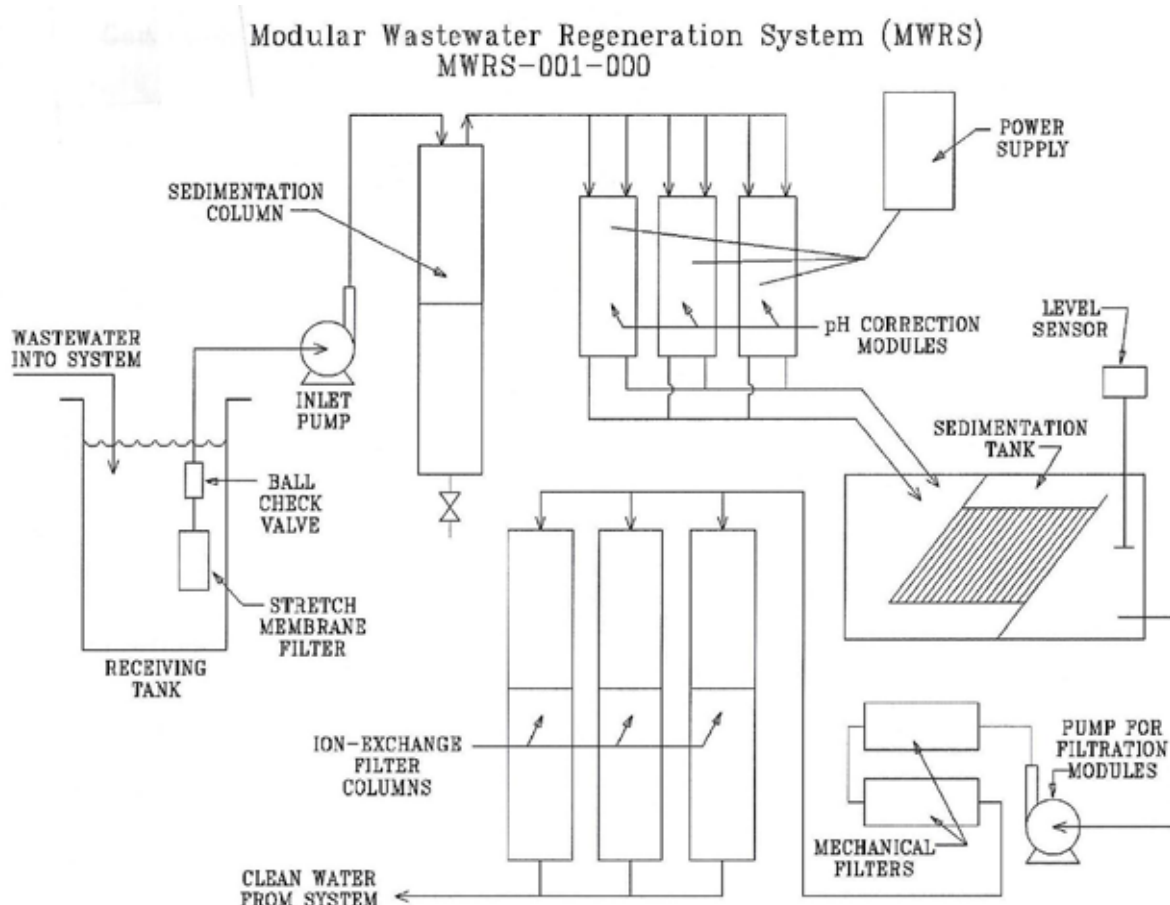 Modular Wastewater Regeneration System (MWRS)
MWRS-001-000
POWER
SUPPLY
SEDIMENTATION
COLUMN
LEVEL
SENSOR
WASTEWATER
INTO SYSTEM
pH CORRECTION
MODULES
INLET
PUMP
SEDIMENTATION
TANK
BALL
CHECK
VALVE
STRETCH
MEMBRANE
FILTER
RECEIVING
TANK
ION-EXCHANGE
FILTER
COLUMNS
PUMP FOR
FILTRATION
MODULES
MECHANICAL
FILTERS
CLEAN WATER
FROM SYSTEM